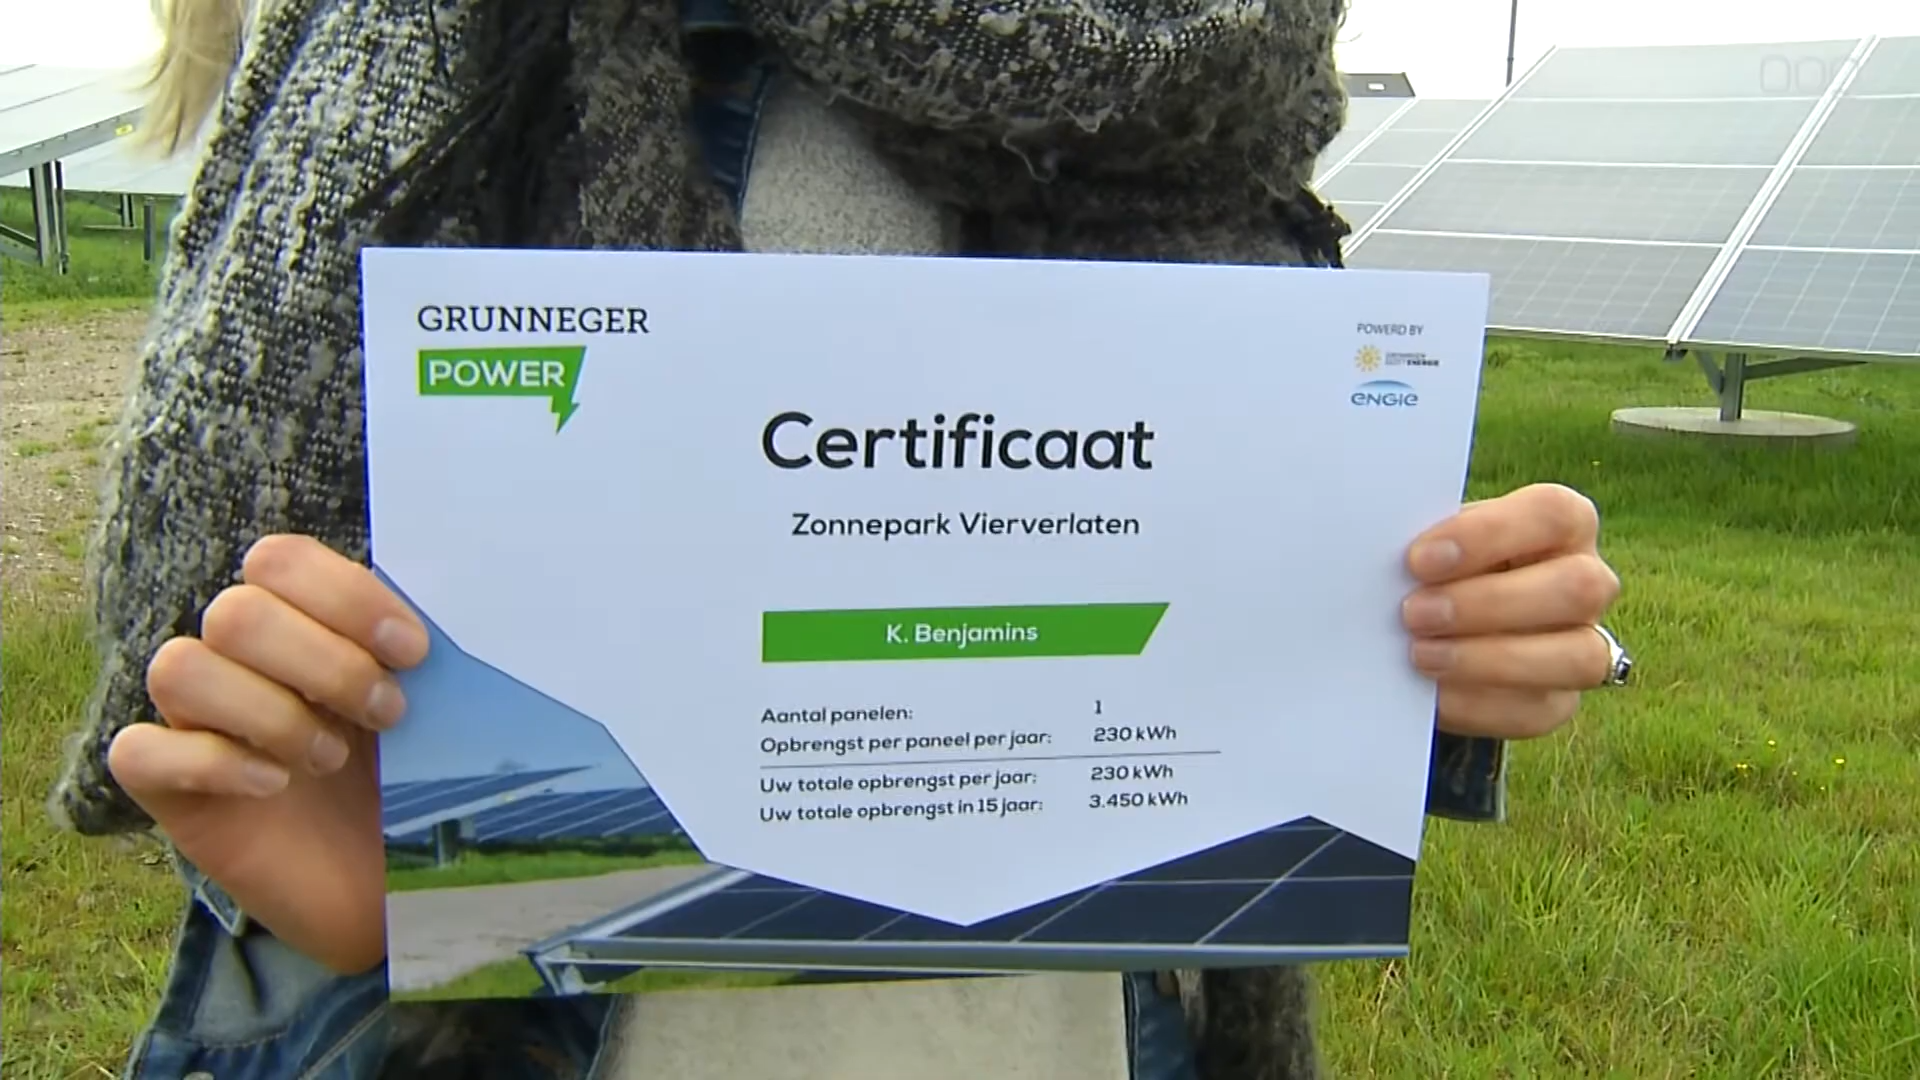 GRUNNEGER
POWER
POWERD BY
ENGIE
Certificaat
Zonnepark Vierverlaten
K. Benjamins
Aantal panelen: 1
Opbrengst per paneel per jaar: 230 kWh
Uw totale opbrengst per jaar: 230 kWh
Uw totale opbrengst in 15 jaar: 3.450 kWh